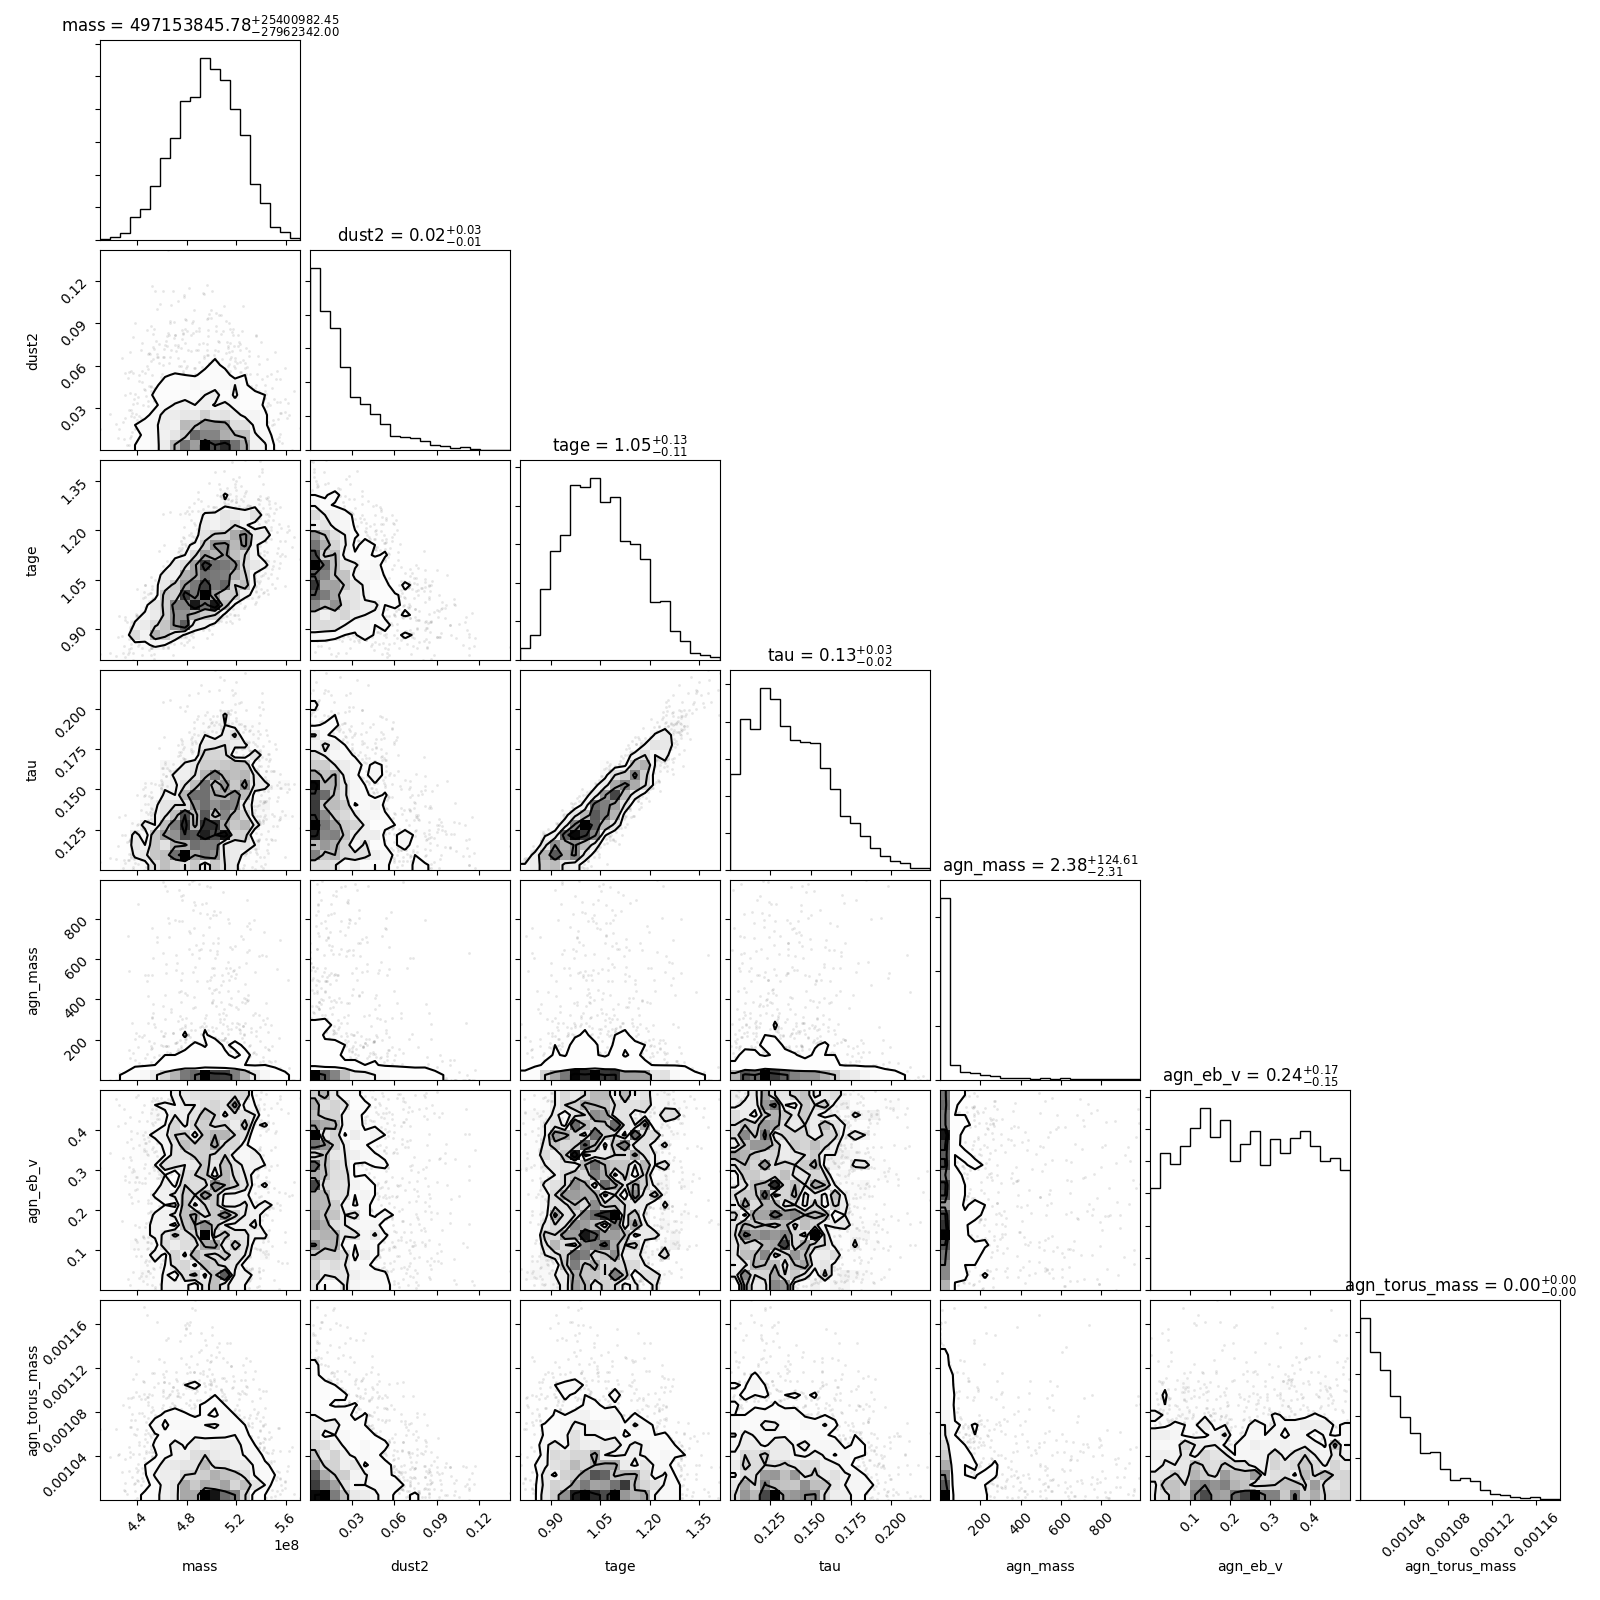 mass = 497153845.78 +25400982.45 −27962342.00
dust2 = 0.02 +0.03 −0.01
0.12
0.09
0.06
0.03
dust2
tage = 1.05 +0.13 −0.11
1.35
1.20
1.05
0.90
tage
tau = 0.13 +0.03 −0.02
0.200
0.175
0.150
0.125
tau
agn_mass = 2.38 +124.61 −2.31
800
600
400
200
agn_mass
agn_eb_v = 0.24 +0.17 −0.15
0.4
0.3
0.2
0.1
agn_eb_v
agn_torus_mass = 0.00 +0.00 −0.00
0.00116
0.00112
0.00108
0.00104
0.00100
agn_torus_mass
4.4 4.8 5.2 5.6
1e8
0.03 0.06 0.09 0.12
0.90 1.05 1.20 1.35
0.125 0.150 0.175 0.200
200 400 600 800
0.1 0.2 0.3 0.4
0.00104 0.00108 0.00112 0.00116
mass dust2 tage tau agn_mass agn_eb_v agn_torus_mass